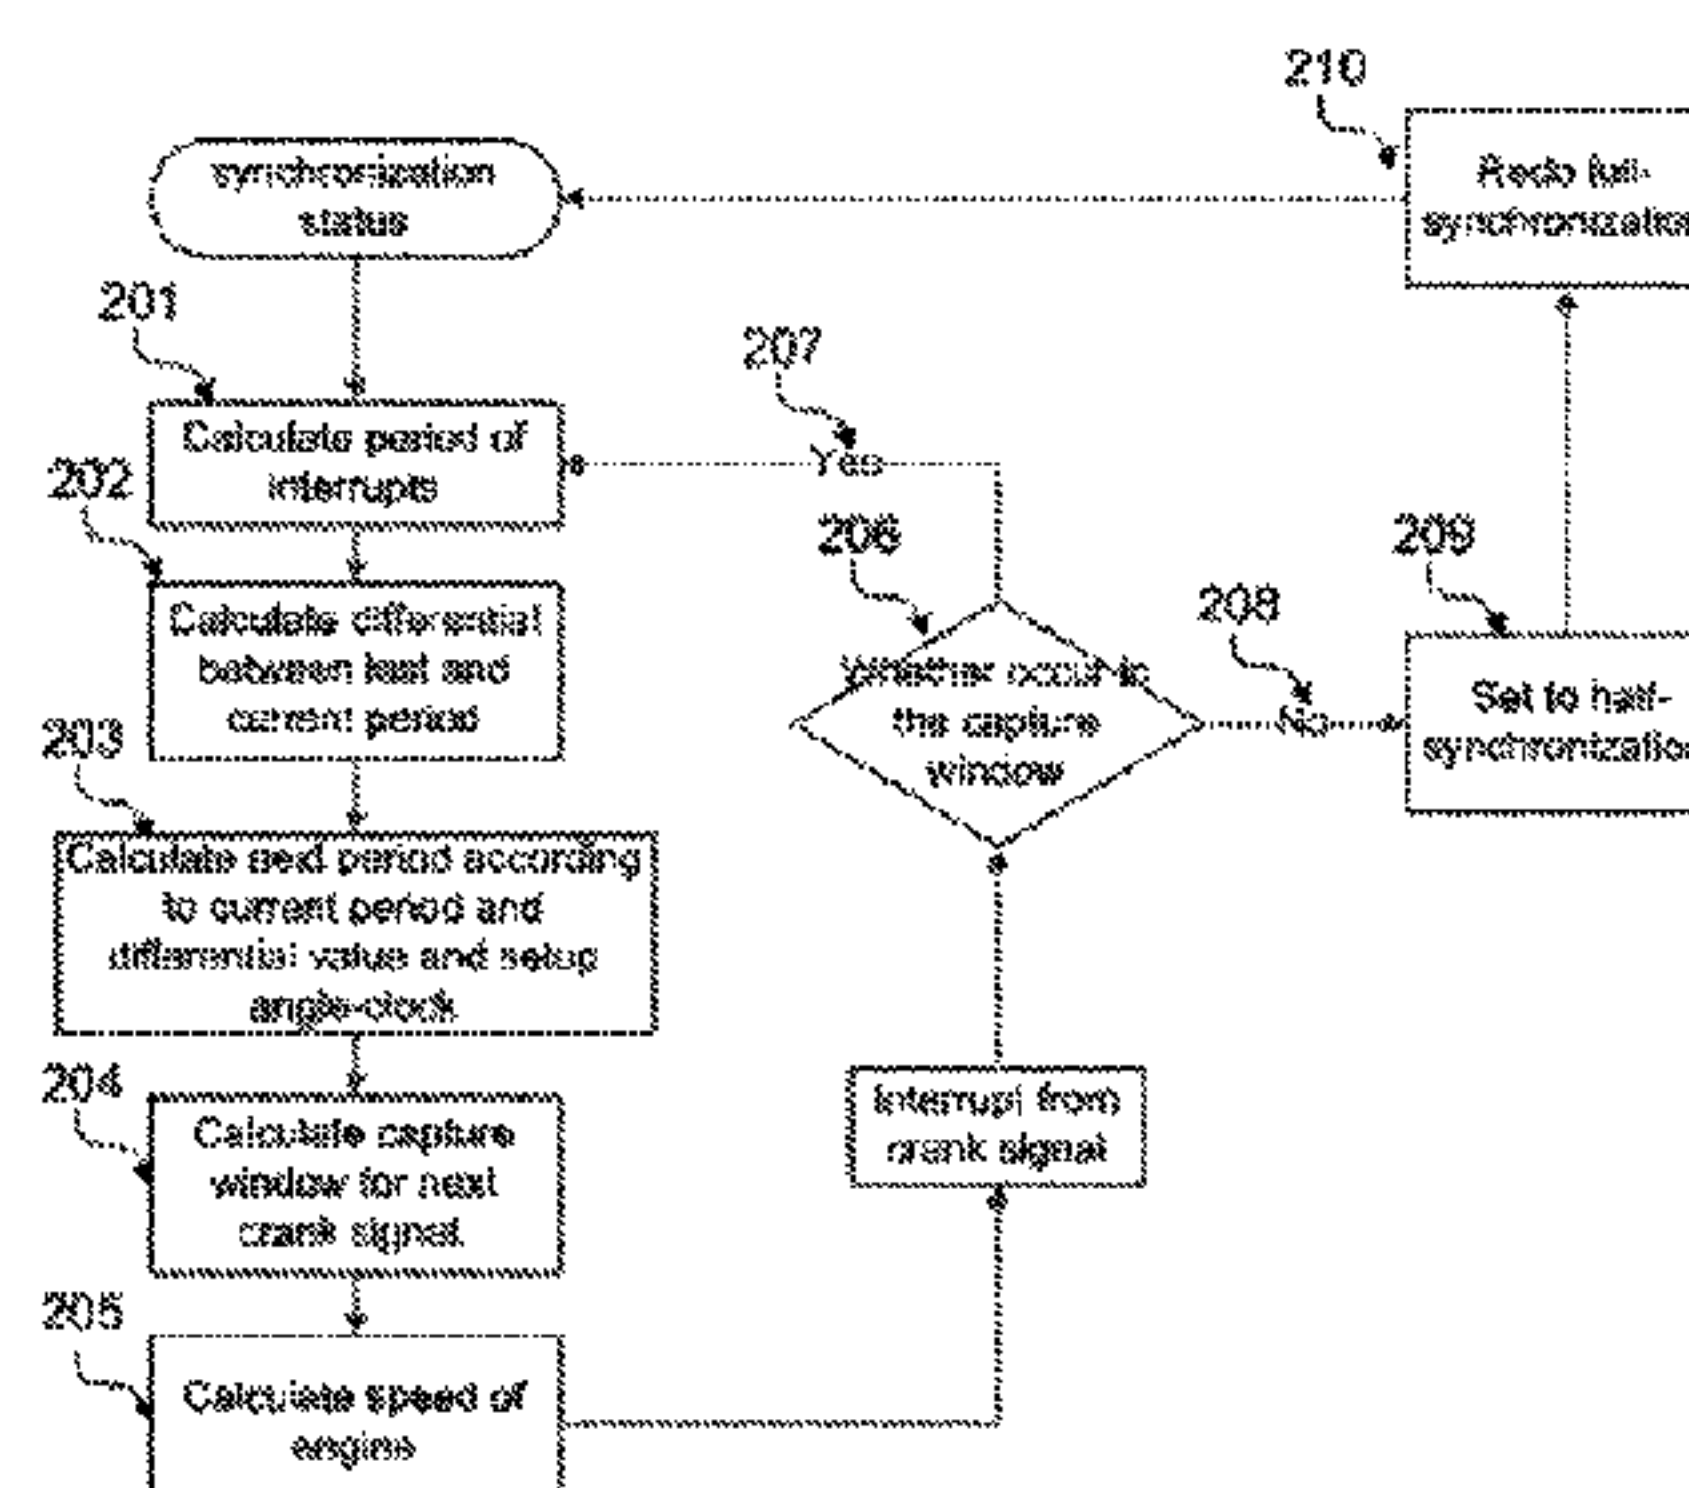 210
synchronization
status
Redo full-
synchronization
201
207
Calculate period of
interrupts
Yes
202
206
209
208
Calculate differential
between last and
current period
Whether occur in
the capture
window
No
Set to half-
synchronization
203
Calculate next period according
to current period and
differential value and setup
angle-clock
204
Interrupt from
crank signal
Calculate capture
window for next
crank signal
205
Calculate speed of
engine